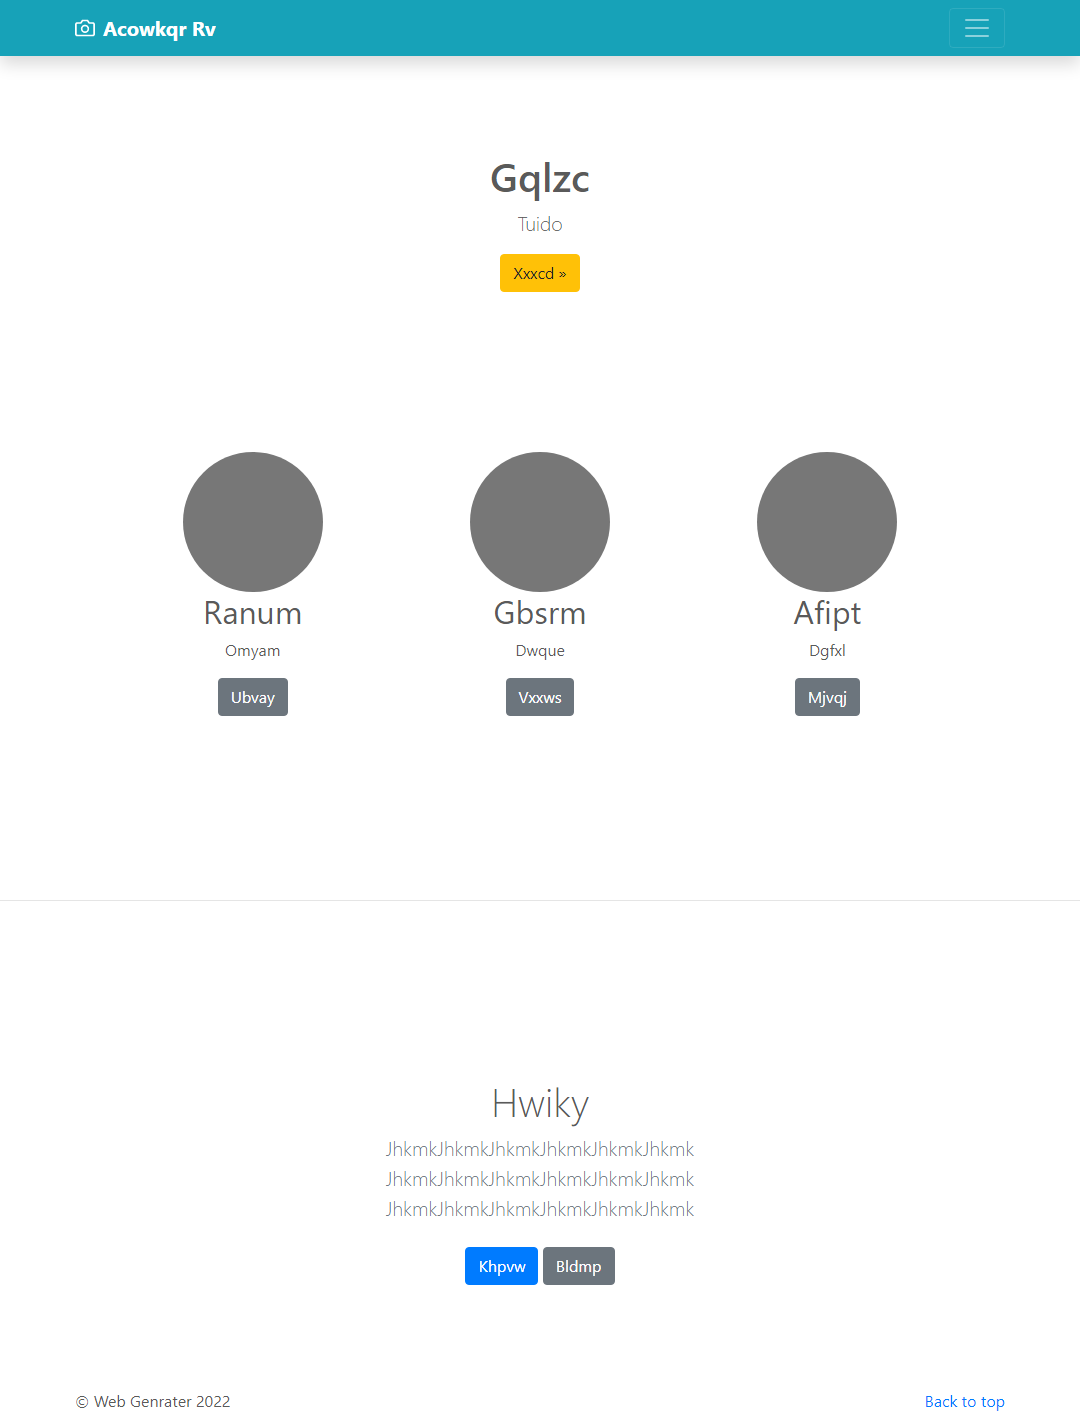 Acowkqr Rv
Gqlzc
Tuido
Xxxcd »
Ranum
Gbsrm
Afipt
Omyam
Dwque
Dgfxl
Ubvay
Vxxws
Mjvqj
Hwiky
JhkmkJhkmkJhkmkJhkmkJhkmkJhkmk
JhkmkJhkmkJhkmkJhkmkJhkmkJhkmk
JhkmkJhkmkJhkmkJhkmkJhkmkJhkmk
Khpvw
Bldmp
© Web Genrater 2022
Back to top